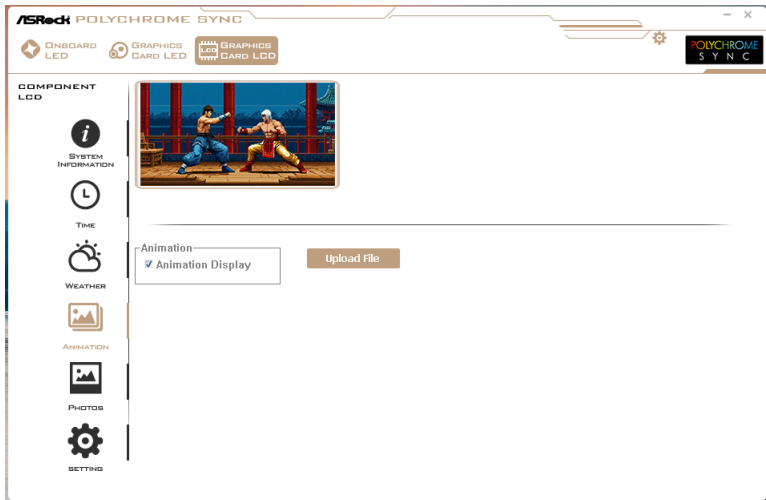 ASRock POLYCHROME SYNC
ONBOARD LED
GRAPHICS CARD LED
LCD
GRAPHICS CARD LCD
POLYCHROME
SYNC
COMPONENT
LCD
i
SYSTEM
INFORMATION
TIME
WEATHER
ANIMATION
PHOTOS
SETTING
Animation
Animation Display
Upload File